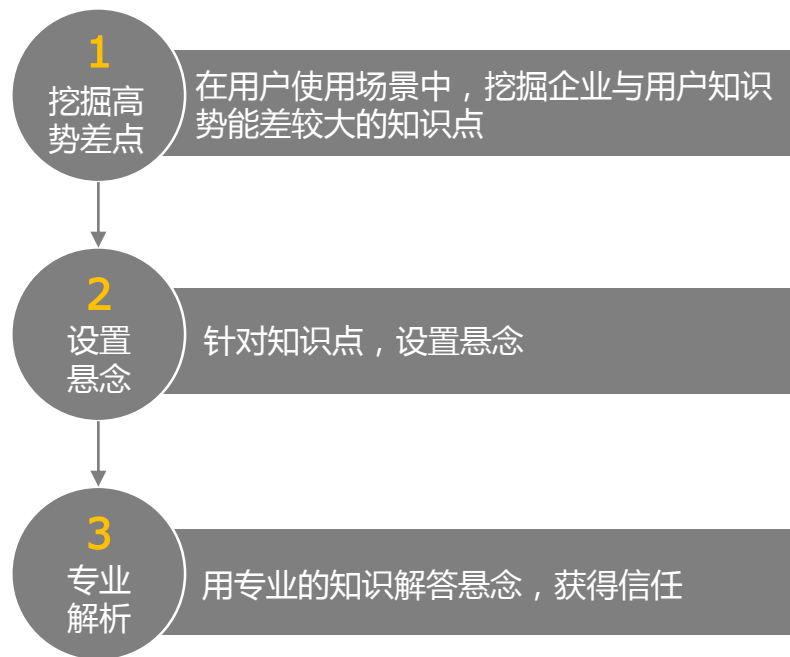 1
挖掘高
势差点
在用户使用场景中，挖掘企业与用户知识
势能差较大的知识点
2
设置
悬念
针对知识点，设置悬念
3
专业
解析
用专业的知识解答悬念，获得信任